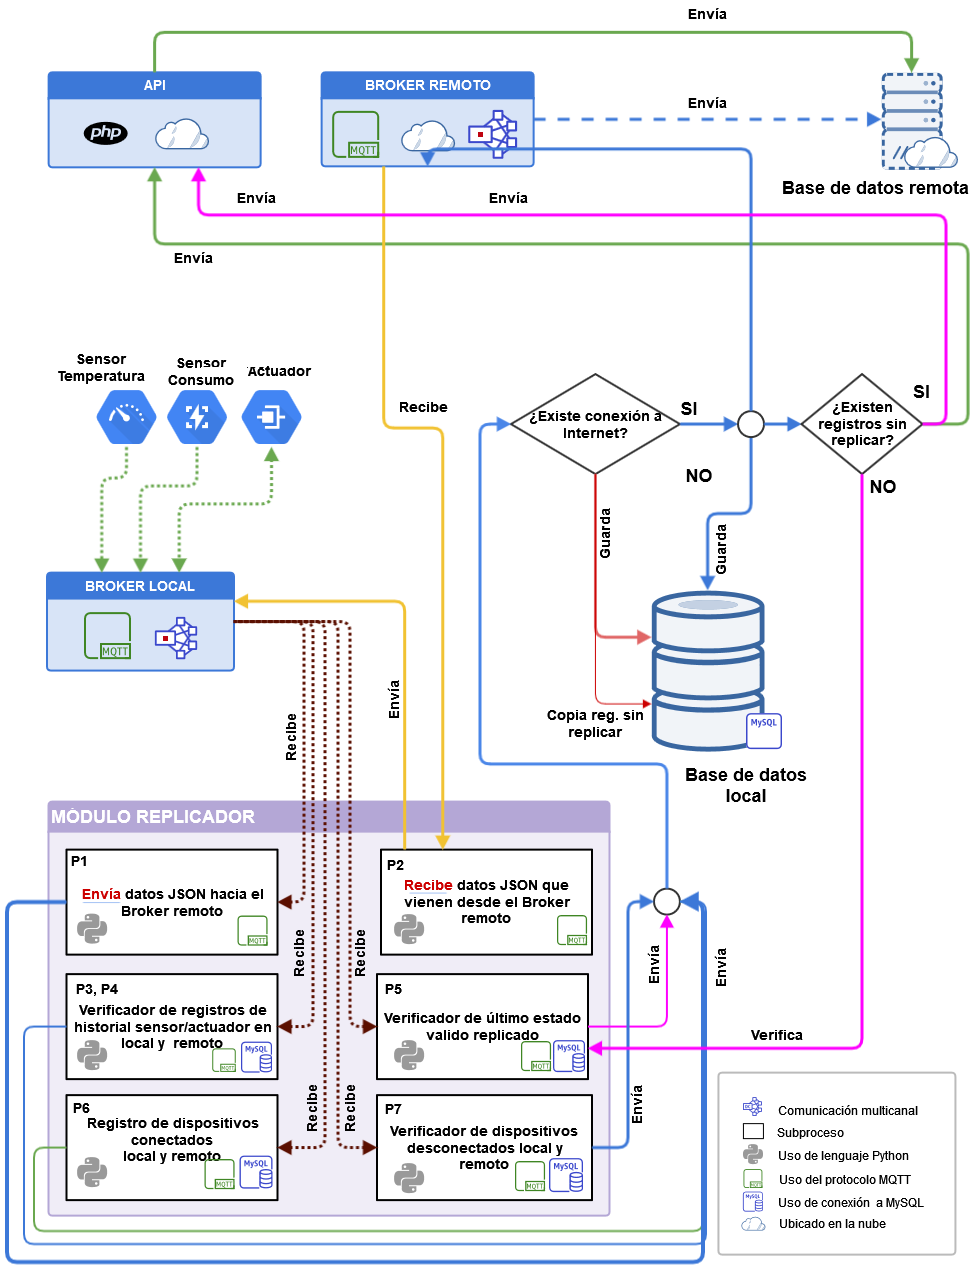 Envía
API
php
BROKER REMOTO
MQTT
Envía
Base de datos remota
Envía
Envía
Envía
Sensor
Temperatura
Sensor
Consumo
Actuador
Recibe
¿Existe conexión a
Internet?
SI
NO
¿Existen
registros sin
replicar?
SI
NO
Guarda
Guarda
BROKER LOCAL
MQTT
Envía
Recibe
Copia reg. sin
replicar
MySQL
Base de datos
local
MÓDULO REPLICADOR
P1
Envía datos JSON hacia el
Broker remoto
MQTT
P2
Recibe datos JSON que
vienen desde el Broker
remoto
MQTT
Recibe
Recibe
Envía
Envía
P3, P4
Verificador de registros de
historial sensor/actuador en
local y remoto
MQTT
MySQL
P5
Verificador de último estado
valido replicado
MQTT
MySQL
Verifica
Recibe
Recibe
Envía
P6
Registro de dispositivos
conectados
local y remoto
MQTT
MySQL
P7
Verificador de dispositivos
desconectados local y
remoto
MQTT
MySQL
Comunicación multicanal
Subproceso
Uso de lenguaje Python
Uso del protocolo MQTT
MQTT
Uso de conexión a MySQL
MySQL
Ubicado en la nube